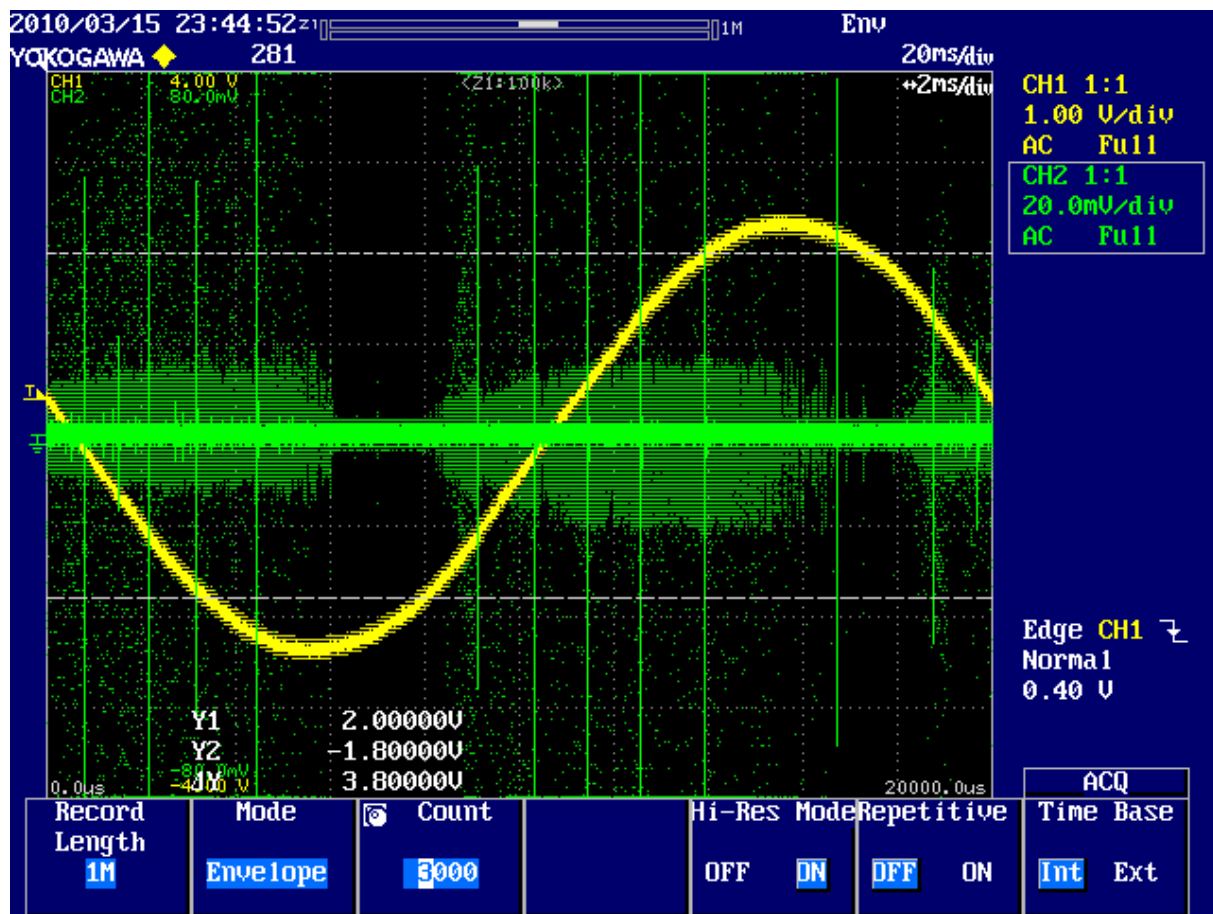 2010/03/15 23:44:52 Z1 1M Env
YOKOGAWA 281 20ms/div
CH1 4.00 V <Z1:100k> ↔2ms/div
CH2 80.0mV
CH1 1:1
1.00 V/div
AC Full
CH2 1:1
20.0mV/div
AC Full
T
Edge CH1
Normal
0.40 V
Y1 2.00000V
Y2 -1.80000V
3.80000V
0.0us 20000.0us
ACQ
Record Length
1M
Mode
Envelope
Count
3000
Hi-Res Mode
OFF ON
Repetitive
OFF ON
Time Base
Int Ext